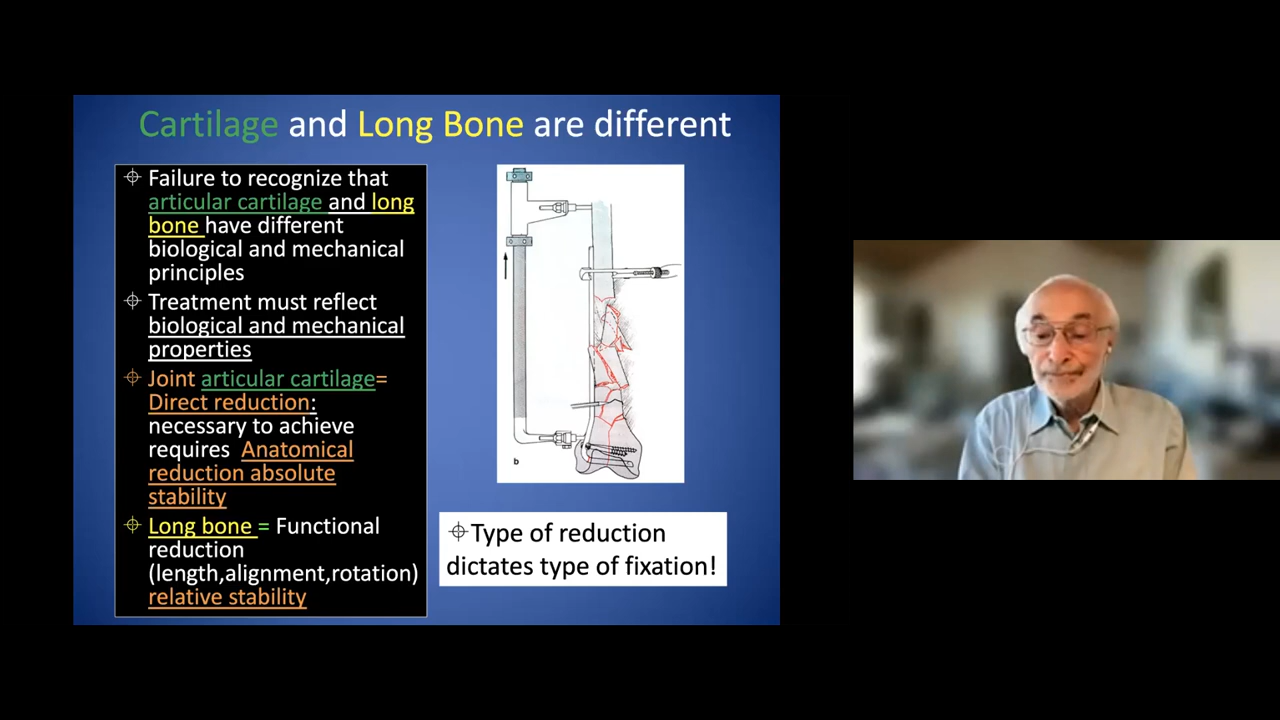 Cartilage and Long Bone are different
Failure to recognize that
articular cartilage and long
bone have different
biological and mechanical
principles
Treatment must reflect
biological and mechanical
properties
Joint articular cartilage=
Direct reduction:
necessary to achieve
requires Anatomical
reduction absolute
stability
Long bone = Functional
reduction
(length,alignment,rotation)
relative stability
b
Type of reduction
dictates type of fixation!